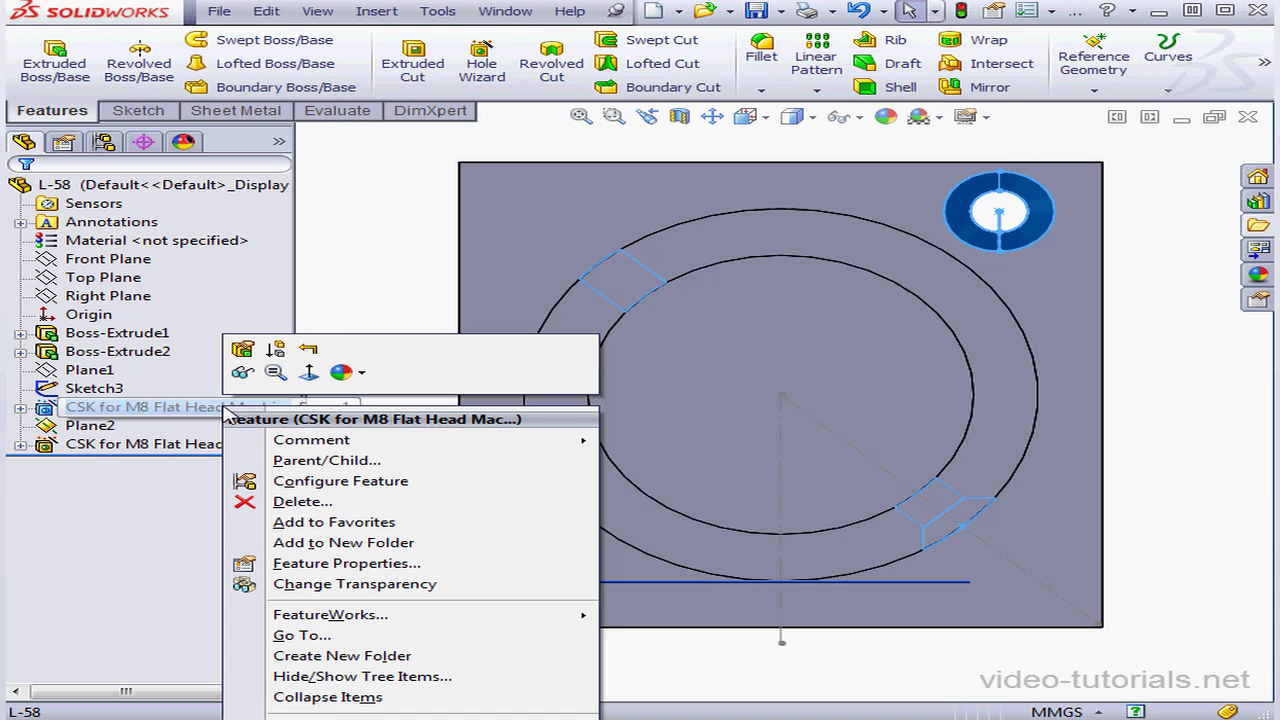 SOLIDWORKS File Edit View Insert Tools Window Help ...
Swept Boss/Base Swept Cut Rib Wrap
Extruded Boss/Base Revolved Boss/Base Lofted Boss/Base Extruded Cut Hole Wizard Revolved Cut Lofted Cut Fillet Linear Pattern Draft Intersect Reference Geometry Curves
Boundary Boss/Base Boundary Cut Shell Mirror
Features Sketch Sheet Metal Evaluate DimXpert
L-58 (Default<<Default>_Display
Sensors
Annotations
Material <not specified>
Front Plane
Top Plane
Right Plane
Origin
Boss-Extrude1
Boss-Extrude2
Plane1
Sketch3
CSK for M8 Flat Head
Plane2
CSK for M8 Flat Head
Feature (CSK for M8 Flat Head Mac...)
Comment
Parent/Child...
Configure Feature
Delete...
Add to Favorites
Add to New Folder
Feature Properties...
Change Transparency
FeatureWorks...
Go To...
Create New Folder
Hide/Show Tree Items...
Collapse Items
video-tutorials.net
L-58 MMGS